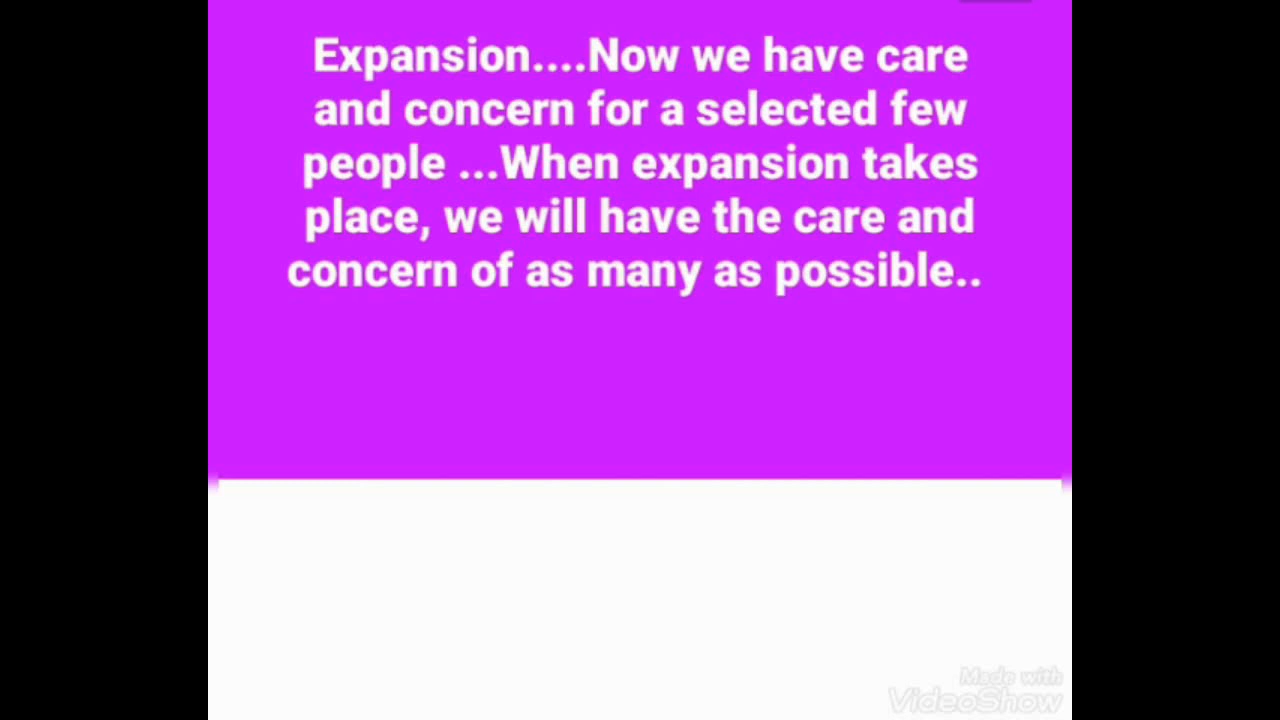 Expansion....Now we have care
and concern for a selected few
people ...When expansion takes
place, we will have the care and
concern of as many as possible..
Made with
VideoShow